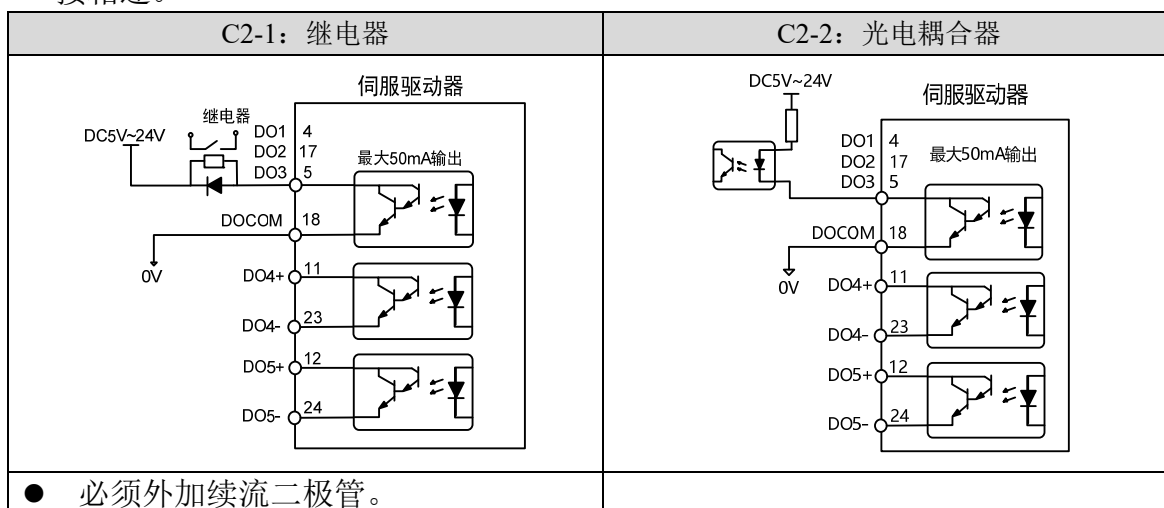 C2-1：继电器
C2-2：光电耦合器
伺服驱动器
继电器
DC5V~24V
DO1 4
DO2 17
DO3 5
最大50mA输出
DOCOM 18
0V
DO4+ 11
DO4- 23
DO5+ 12
DO5- 24
DC5V~24V
伺服驱动器
DO1 4
DO2 17
DO3 5
最大50mA输出
DOCOM 18
0V
DO4+ 11
DO4- 23
DO5+ 12
DO5- 24
● 必须外加续流二极管。